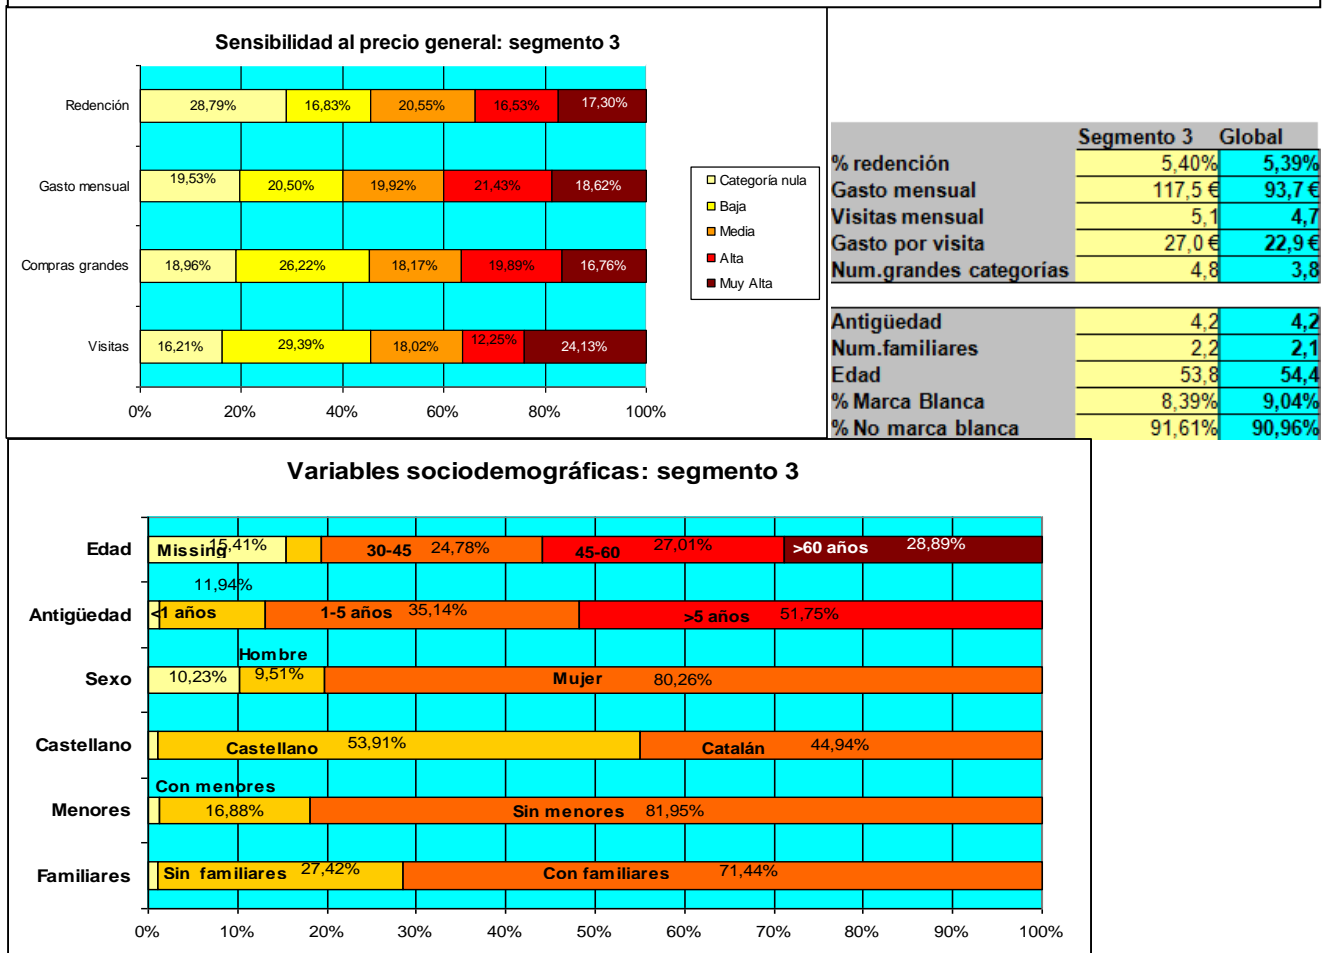 Sensibilidad al precio general: segmento 3
Redención
28,79% 16,83% 20,55% 16,53% 17,30%
Gasto mensual
19,53% 20,50% 19,92% 21,43% 18,62%
Compras grandes
18,96% 26,22% 18,17% 19,89% 16,76%
Visitas
16,21% 29,39% 18,02% 12,25% 24,13%
0% 20% 40% 60% 80% 100%
Categoría nula
Baja
Media
Alta
Muy Alta
Segmento 3 Global
% redención 5,40% 5,39%
Gasto mensual 117,5 € 93,7 €
Visitas mensual 5,1 4,7
Gasto por visita 27,0 € 22,9 €
Num.grandes categorías 4,8 3,8
Antigüedad 4,2 4,2
Num.familiares 2,2 2,1
Edad 53,8 54,4
% Marca Blanca 8,39% 9,04%
% No marca blanca 91,61% 90,96%
Variables sociodemográficas: segmento 3
Edad
Missing 15,41% 30-45 24,78% 45-60 27,01% >60 años 28,89%
11,94%
Antigüedad
<1 años 1-5 años 35,14% >5 años 51,75%
Hombre
Sexo
10,23% 9,51% Mujer 80,26%
Castellano
Castellano 53,91% Catalán 44,94%
Con menores
Menores
16,88% Sin menores 81,95%
Familiares
Sin familiares 27,42% Con familiares 71,44%
0% 10% 20% 30% 40% 50% 60% 70% 80% 90% 100%